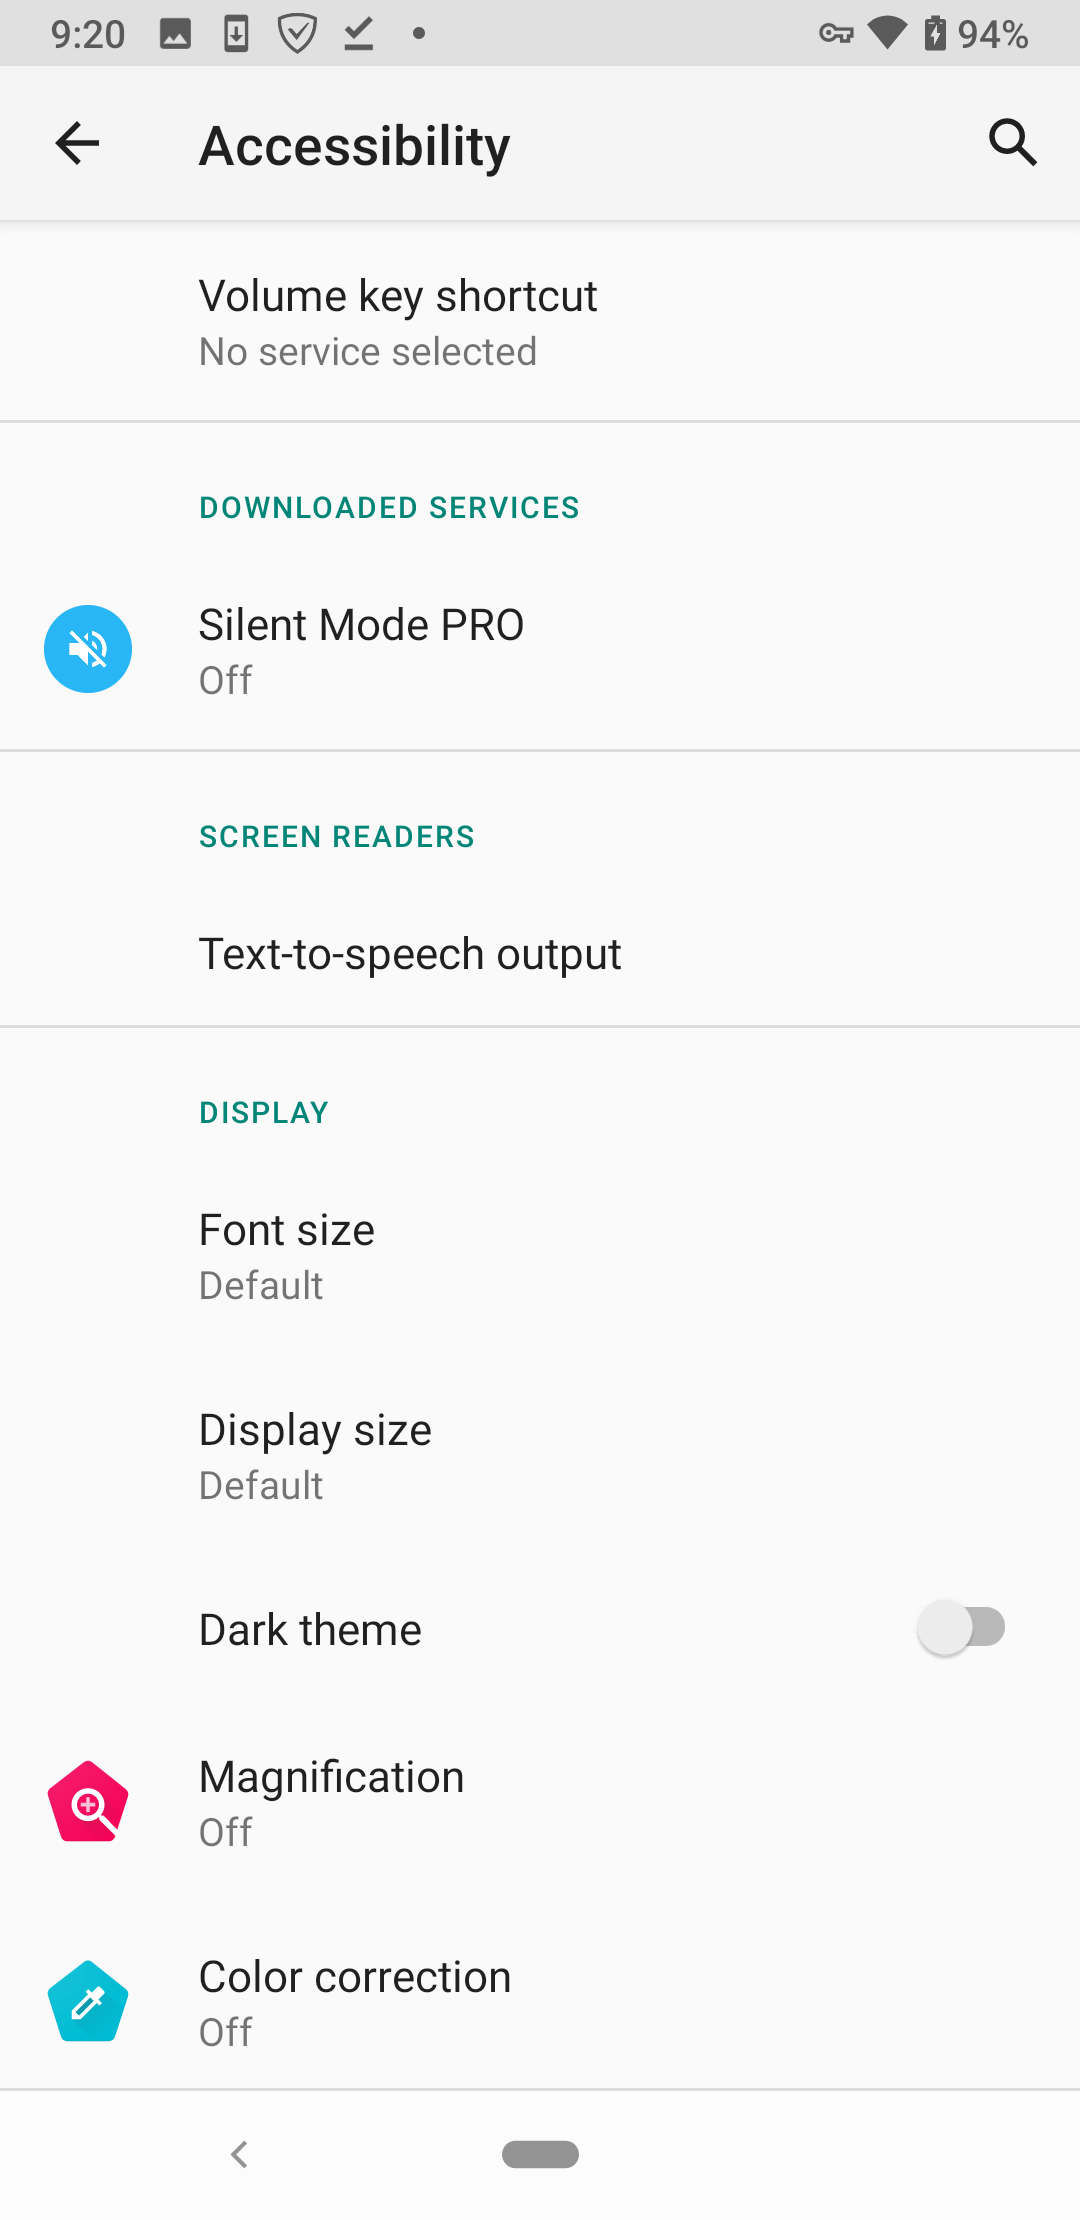 9:20
94%
Accessibility
Volume key shortcut
No service selected
DOWNLOADED SERVICES
Silent Mode PRO
Off
SCREEN READERS
Text-to-speech output
DISPLAY
Font size
Default
Display size
Default
Dark theme
Magnification
Off
Color correction
Off